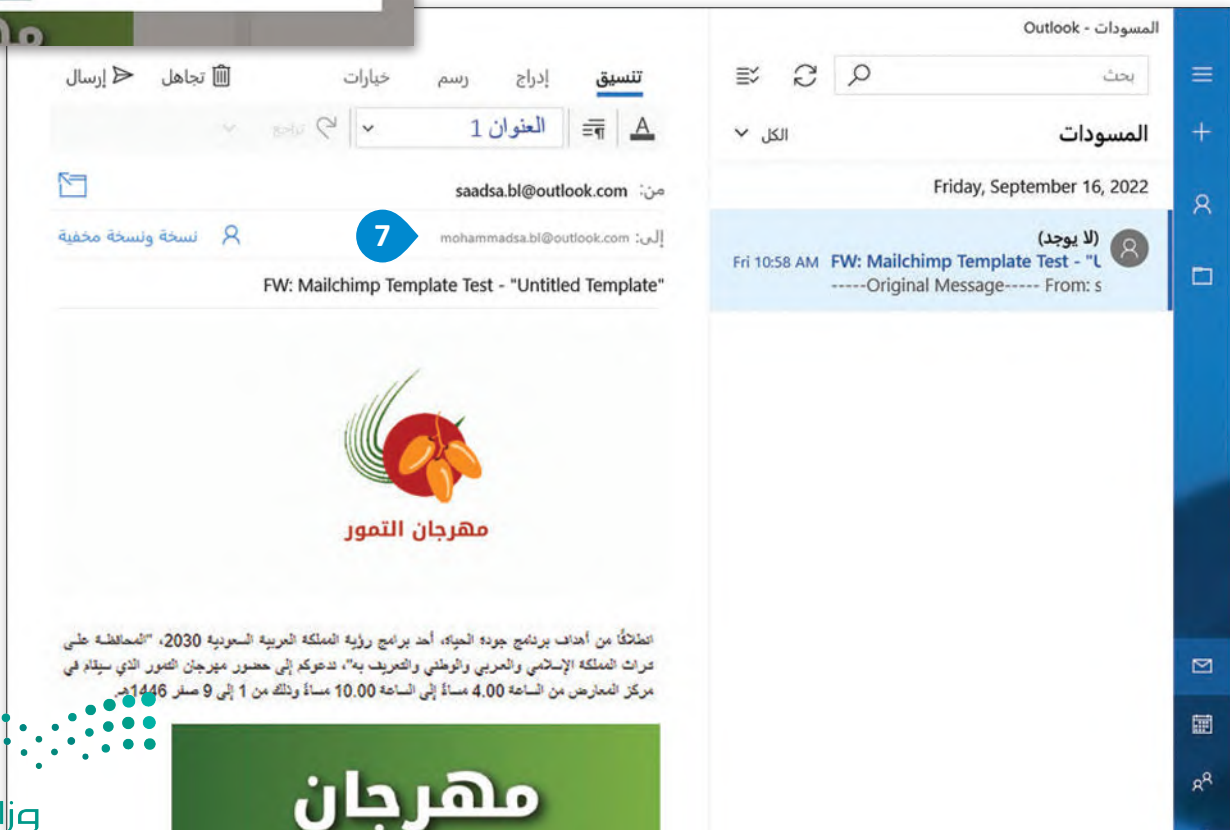 المسودات - Outlook
بحث
المسودات
الكل
Friday, September 16, 2022
(لا يوجد)
FW: Mailchimp Template Test - "U
Fri 10:58 AM
-----Original Message----- From: s
تنسيق
إدراج
رسم
خيارات
تجاهل
إرسال
A
العنوان 1
تراجع
من: saadsa.bl@outlook.com
إلى: mohammadsa.bl@outlook.com
7
نسخة ونسخة مخفية
FW: Mailchimp Template Test - "Untitled Template"
مهرجان التمور
انطلاقًا من أهداف برنامج جودة الحياة، أحد برامج رؤية المملكة العربية السعودية 2030، "المحافظة على
تراث المملكة الإسلامي والعربي والوطني والتعريف به"، ندعوكم إلى حضور مهرجان التمور الذي سيقام في
مركز المعارض من الساعة 4.00 مساءً إلى الساعة 10.00 مساءً وذلك من 1 إلى 9 صفر 1446هـ.
مهرجان